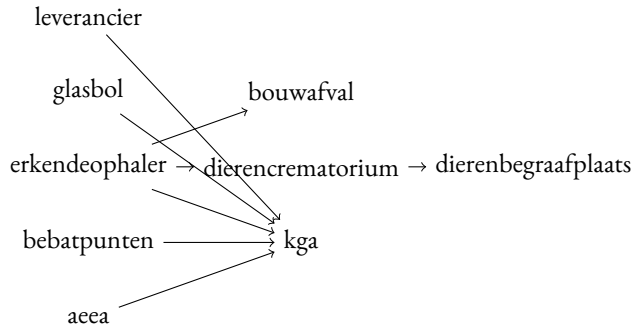 leverancier
glasbol
bouwafval
erkendeophaler
dierencrematorium
dierenbegraafplaats
bebatpunten
kga
aeea